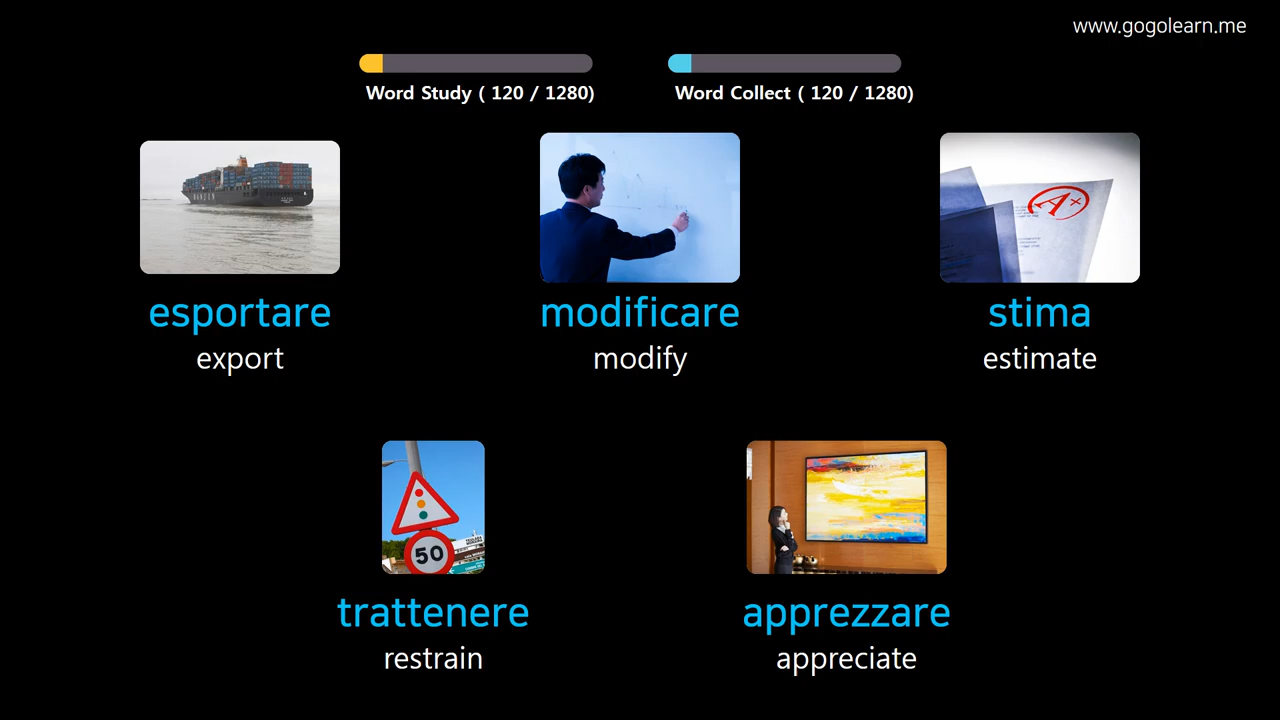 www.gogolearn.me
Word Study ( 120 / 1280)
Word Collect ( 120 / 1280)
HANJIN
A+
esportare
modificare
stima
export
modify
estimate
50
trattenere
apprezzare
restrain
appreciate